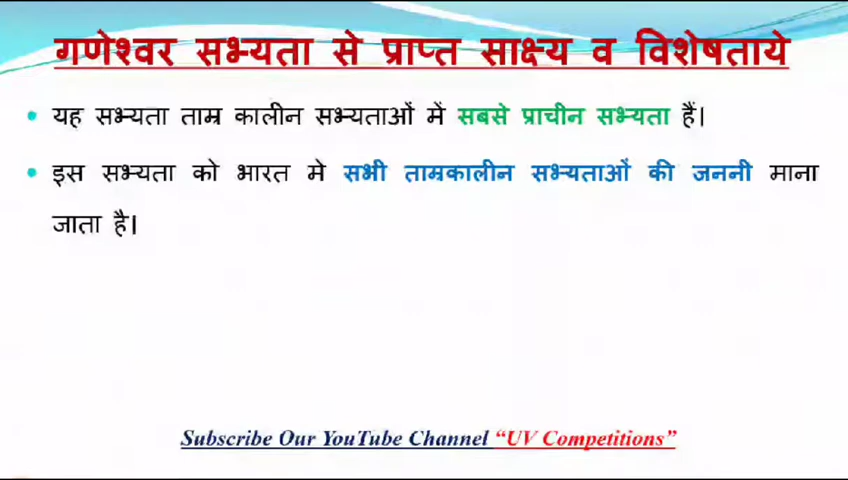 गणेश्वर सभ्यता से प्राप्त साक्ष्य व विशेषताये
यह सभ्यता ताम्र कालीन सभ्यताओं में सबसे प्राचीन सभ्यता हैं।
इस सभ्यता को भारत मे सभी ताम्रकालीन सभ्यताओं की जननी माना
जाता है।
Subscribe Our YouTube Channel “UV Competitions”